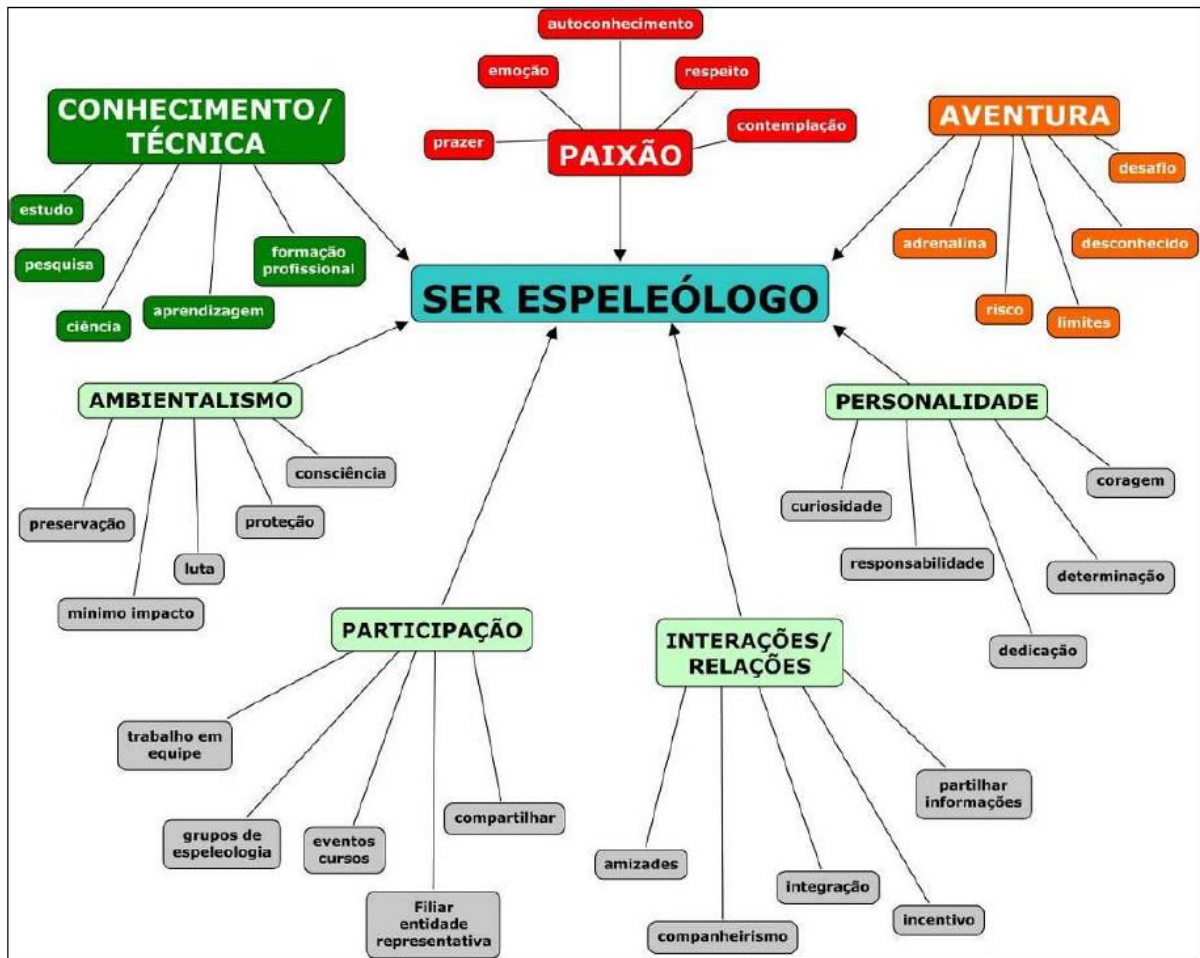 autoconhecimento
emoção
respeito
prazer
contemplação
PAIXÃO
CONHECIMENTO/
TÉCNICA
estudo
pesquisa
ciência
aprendizagem
formação
profissional
AVENTURA
desafio
adrenalina
desconhecido
risco
limites
SER ESPELEÓLOGO
AMBIENTALISMO
consciência
preservação
proteção
luta
minimo impacto
PERSONALIDADE
coragem
curiosidade
responsabilidade
determinação
dedicação
PARTICIPAÇÃO
trabalho em
equipe
grupos de
espeleologia
eventos
cursos
compartilhar
Filiar
entidade
representativa
INTERAÇÕES/
RELAÇÕES
partilhar
informações
amizades
integração
incentivo
companheirismo